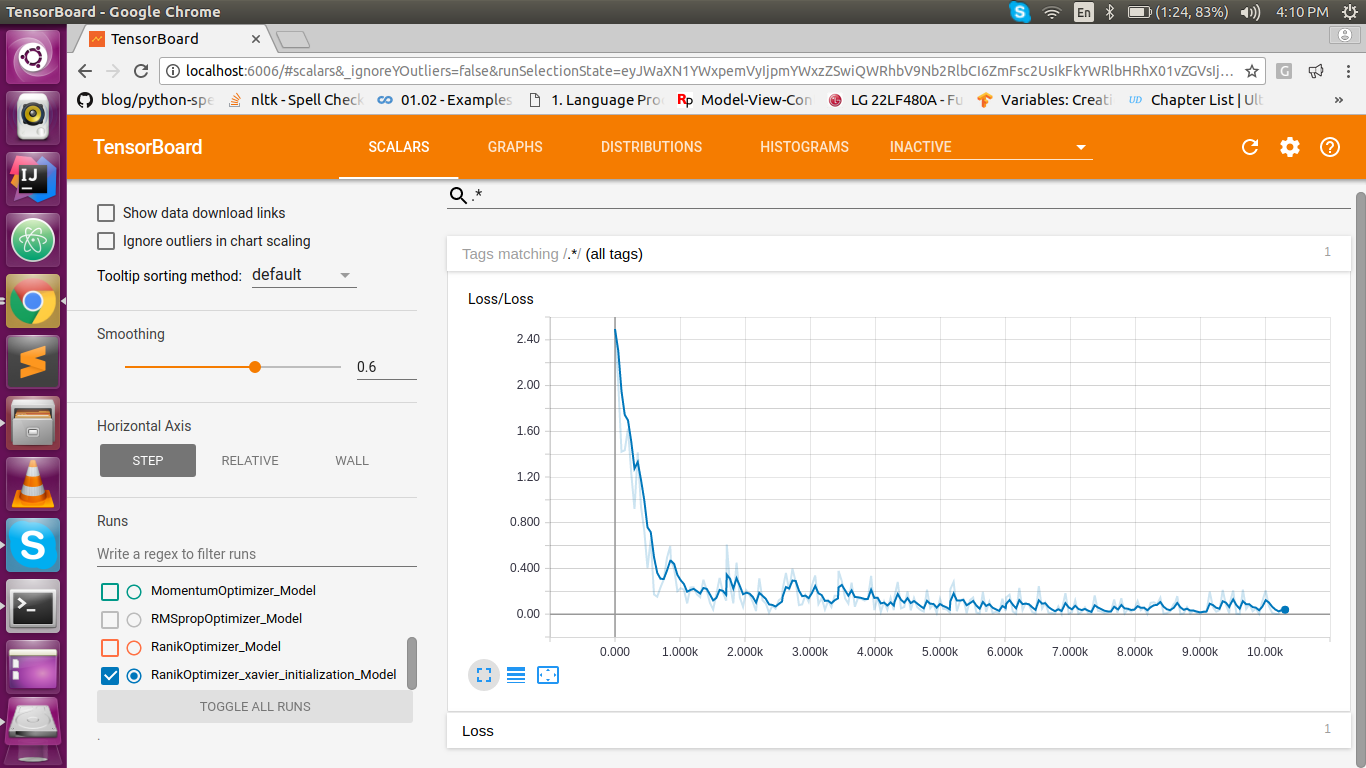 TensorBoard - Google Chrome
En
(1:24, 83%)
4:10 PM
TensorBoard
localhost:6006/#scalars&_ignoreYOutliers=false&runSelectionState=
blog/python-spe
nltk - Spell Check
01.02 - Examples
1. Language Pro
Rp
Model-View-Con
LG 22LF480A - Fu
Variables: Creati
UD
Chapter List | Ult
»
TensorBoard
SCALARS
GRAPHS
DISTRIBUTIONS
HISTOGRAMS
INACTIVE
Show data download links
Ignore outliers in chart scaling
Tooltip sorting method:
default
Smoothing
0.6
Horizontal Axis
STEP
RELATIVE
WALL
Runs
Write a regex to filter runs
MomentumOptimizer_Model
RMSpropOptimizer_Model
RanikOptimizer_Model
RanikOptimizer_xavier_initialization_Model
TOGGLE ALL RUNS
.
.*
Tags matching /.*/ (all tags)
1
Loss/Loss
2.40
2.00
1.60
1.20
0.800
0.400
0.00
0.000 1.000k 2.000k 3.000k 4.000k 5.000k 6.000k 7.000k 8.000k 9.000k 10.00k
Loss
1
IJ
S